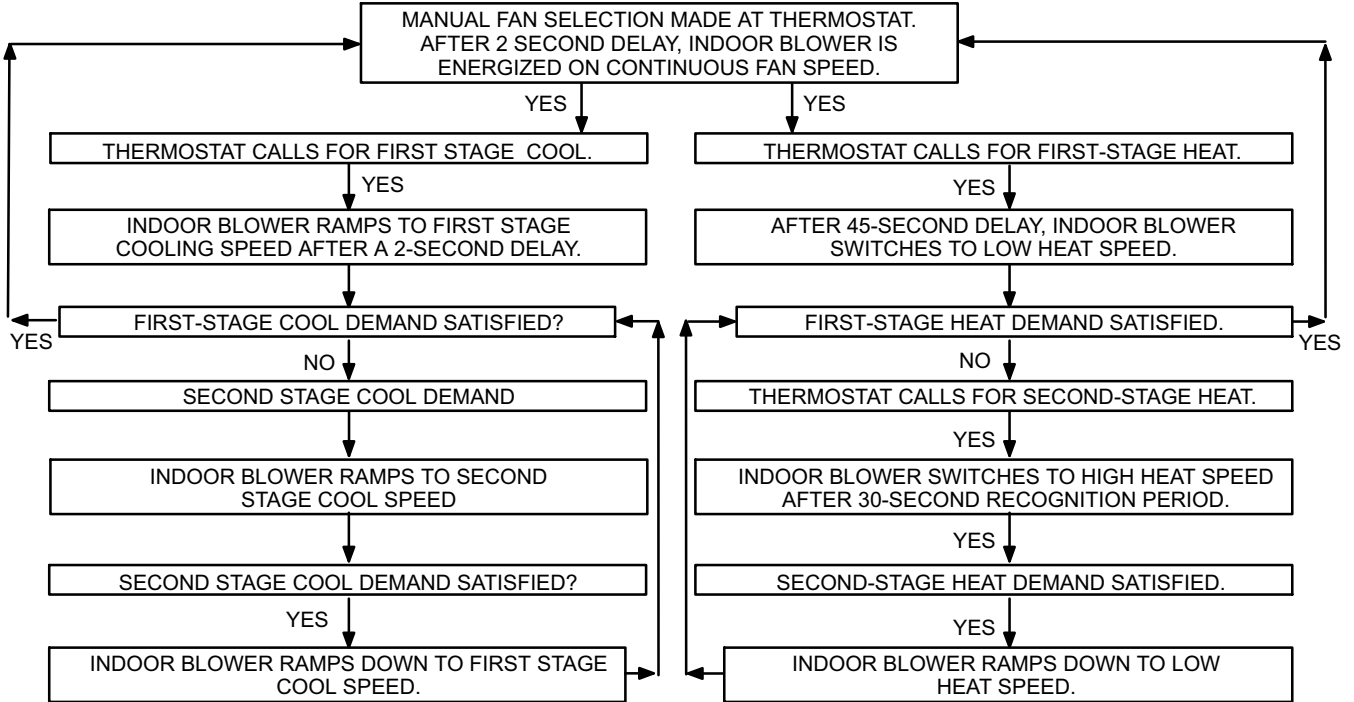 MANUAL FAN SELECTION MADE AT THERMOSTAT.
AFTER 2 SECOND DELAY, INDOOR BLOWER IS
ENERGIZED ON CONTINUOUS FAN SPEED.
YES
YES
THERMOSTAT CALLS FOR FIRST STAGE COOL.
YES
INDOOR BLOWER RAMPS TO FIRST STAGE
COOLING SPEED AFTER A 2-SECOND DELAY.
FIRST-STAGE COOL DEMAND SATISFIED?
YES
NO
SECOND STAGE COOL DEMAND
INDOOR BLOWER RAMPS TO SECOND
STAGE COOL SPEED
SECOND STAGE COOL DEMAND SATISFIED?
YES
INDOOR BLOWER RAMPS DOWN TO FIRST STAGE
COOL SPEED.
THERMOSTAT CALLS FOR FIRST-STAGE HEAT.
YES
AFTER 45-SECOND DELAY, INDOOR BLOWER
SWITCHES TO LOW HEAT SPEED.
FIRST-STAGE HEAT DEMAND SATISFIED.
YES
NO
THERMOSTAT CALLS FOR SECOND-STAGE HEAT.
YES
INDOOR BLOWER SWITCHES TO HIGH HEAT SPEED
AFTER 30-SECOND RECOGNITION PERIOD.
YES
SECOND-STAGE HEAT DEMAND SATISFIED.
YES
INDOOR BLOWER RAMPS DOWN TO LOW
HEAT SPEED.